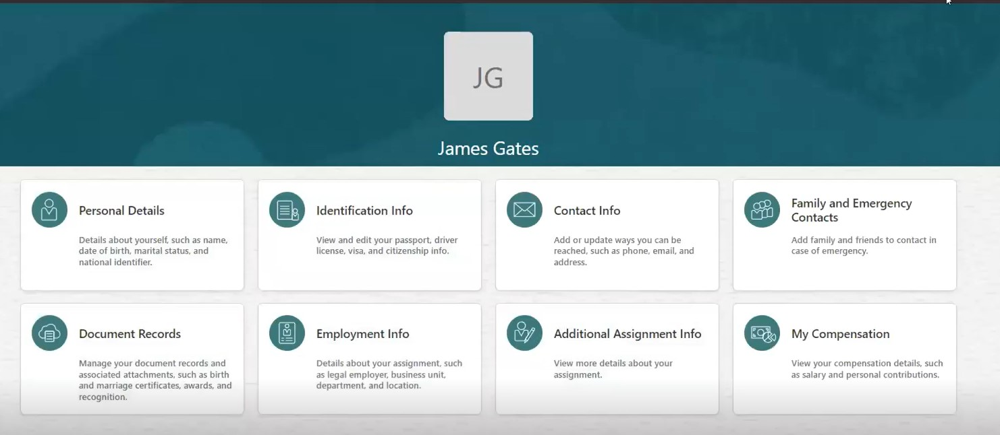 JG
James Gates
Personal Details
Details about yourself, such as name,
date of birth, marital status, and
national identifier.
Identification Info
View and edit your passport, driver
license, visa, and citizenship info.
Contact Info
Add or update ways you can be
reached, such as phone, email, and
address.
Family and Emergency
Contacts
Add family and friends to contact in
case of emergency.
Document Records
Manage your document records and
associated attachments, such as birth
and marriage certificates, awards, and
recognition.
Employment Info
Details about your assignment, such
as legal employer, business unit,
department, and location.
Additional Assignment Info
View more details about your
assignment.
My Compensation
View your compensation details, such
as salary and personal contributions.